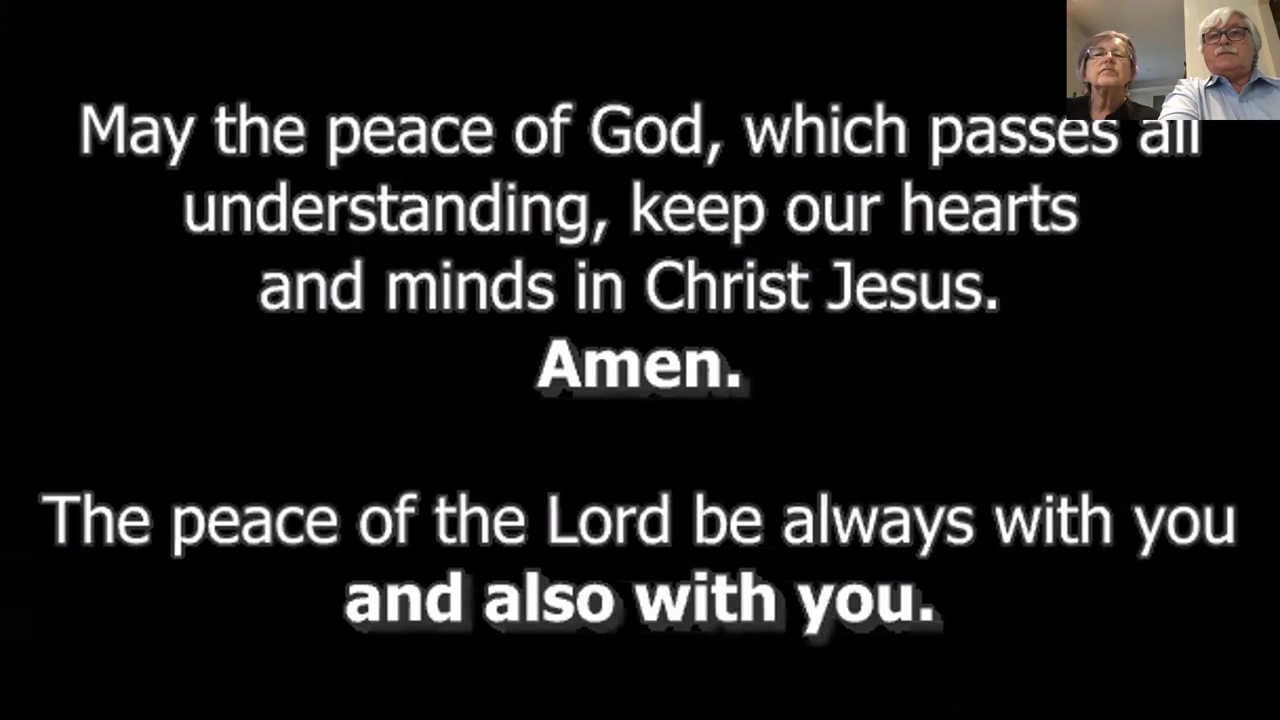 May the peace of God, which passes all
understanding, keep our hearts
and minds in Christ Jesus.
Amen.
The peace of the Lord be always with you
and also with you.